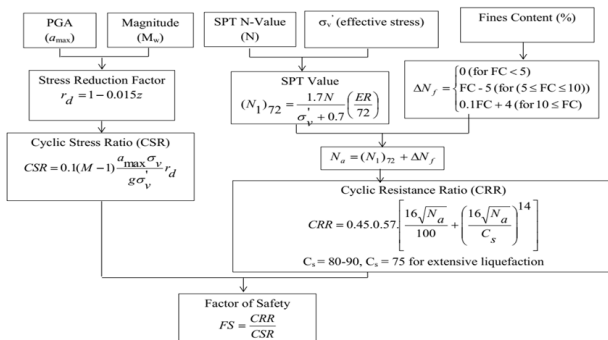 PGA
(a_max)
Magnitude
(M_w)
SPT N-Value
(N)
σ_v' (effective stress)
Fines Content (%)
Stress Reduction Factor
r_d = 1 − 0.015z
SPT Value
(N_1)_72 = 1.7N / (σ_v' + 0.7) (ER / 72)
ΔN_f = { 0 (for FC < 5)
FC - 5 (for (5 ≤ FC ≤ 10))
0.1FC + 4 (for 10 ≤ FC)
Cyclic Stress Ratio (CSR)
CSR = 0.1(M − 1) (a_max σ_v / g σ_v') r_d
N_a = (N_1)_72 + ΔN_f
Cyclic Resistance Ratio (CRR)
CRR = 0.45.0.57. [ 16√N_a / 100 + ( 16√N_a / C_s )^14 ]
C_s = 80-90, C_s = 75 for extensive liquefaction
Factor of Safety
FS = CRR / CSR